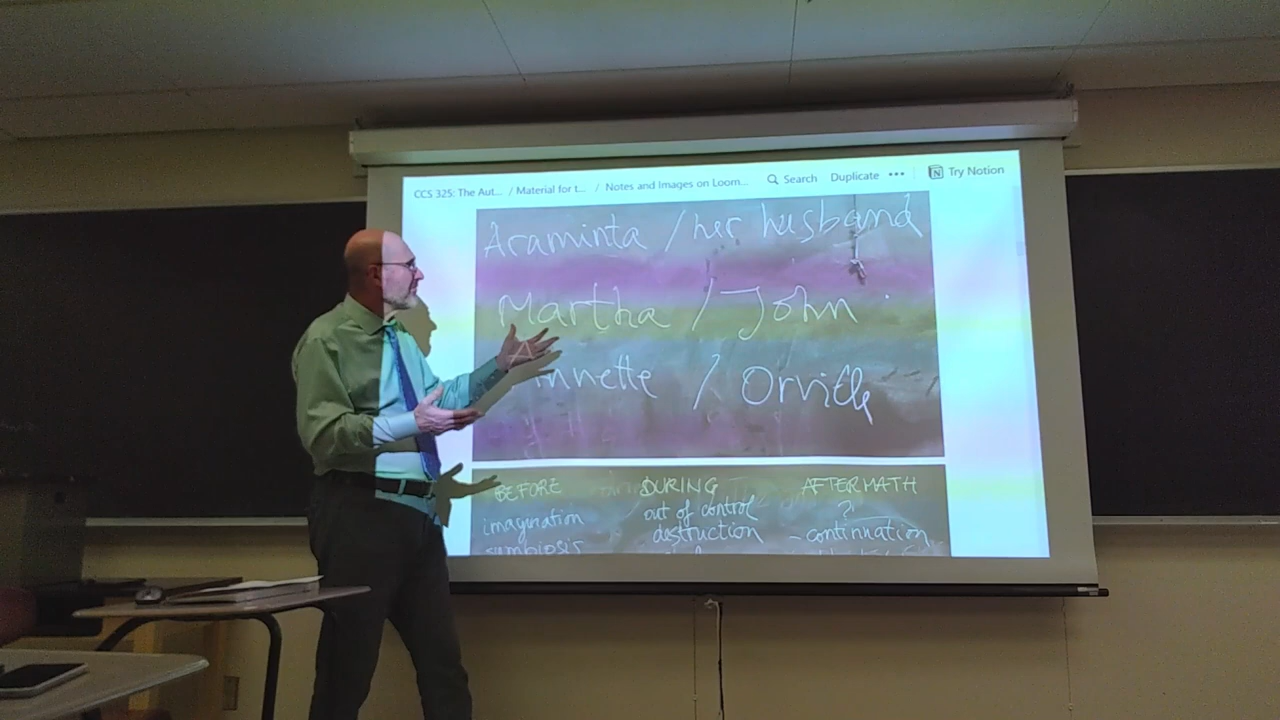 CCS 325: The Aut... / Material for t... / Notes and Images on Loom... Search Duplicate ••• Try Notion
Araminta / her husband
Martha / John
Annette / Orville
BEFORE DURING AFTERMATH
imagination out of control ?
symbiosis destruction - continuation